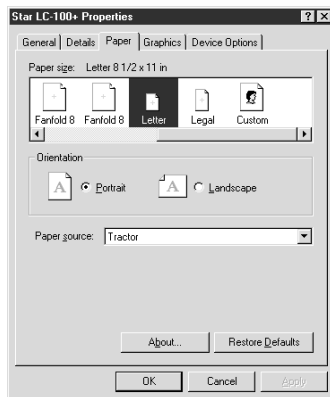 Star LC-100+ Properties
General Details Paper Graphics Device Options
Paper size: Letter 8 1/2 x 11 in
Fanfold 8 Fanfold 8 Letter Legal Custom
Orientation
A Portrait A Landscape
Paper source: Tractor
About... Restore Defaults
OK Cancel Apply